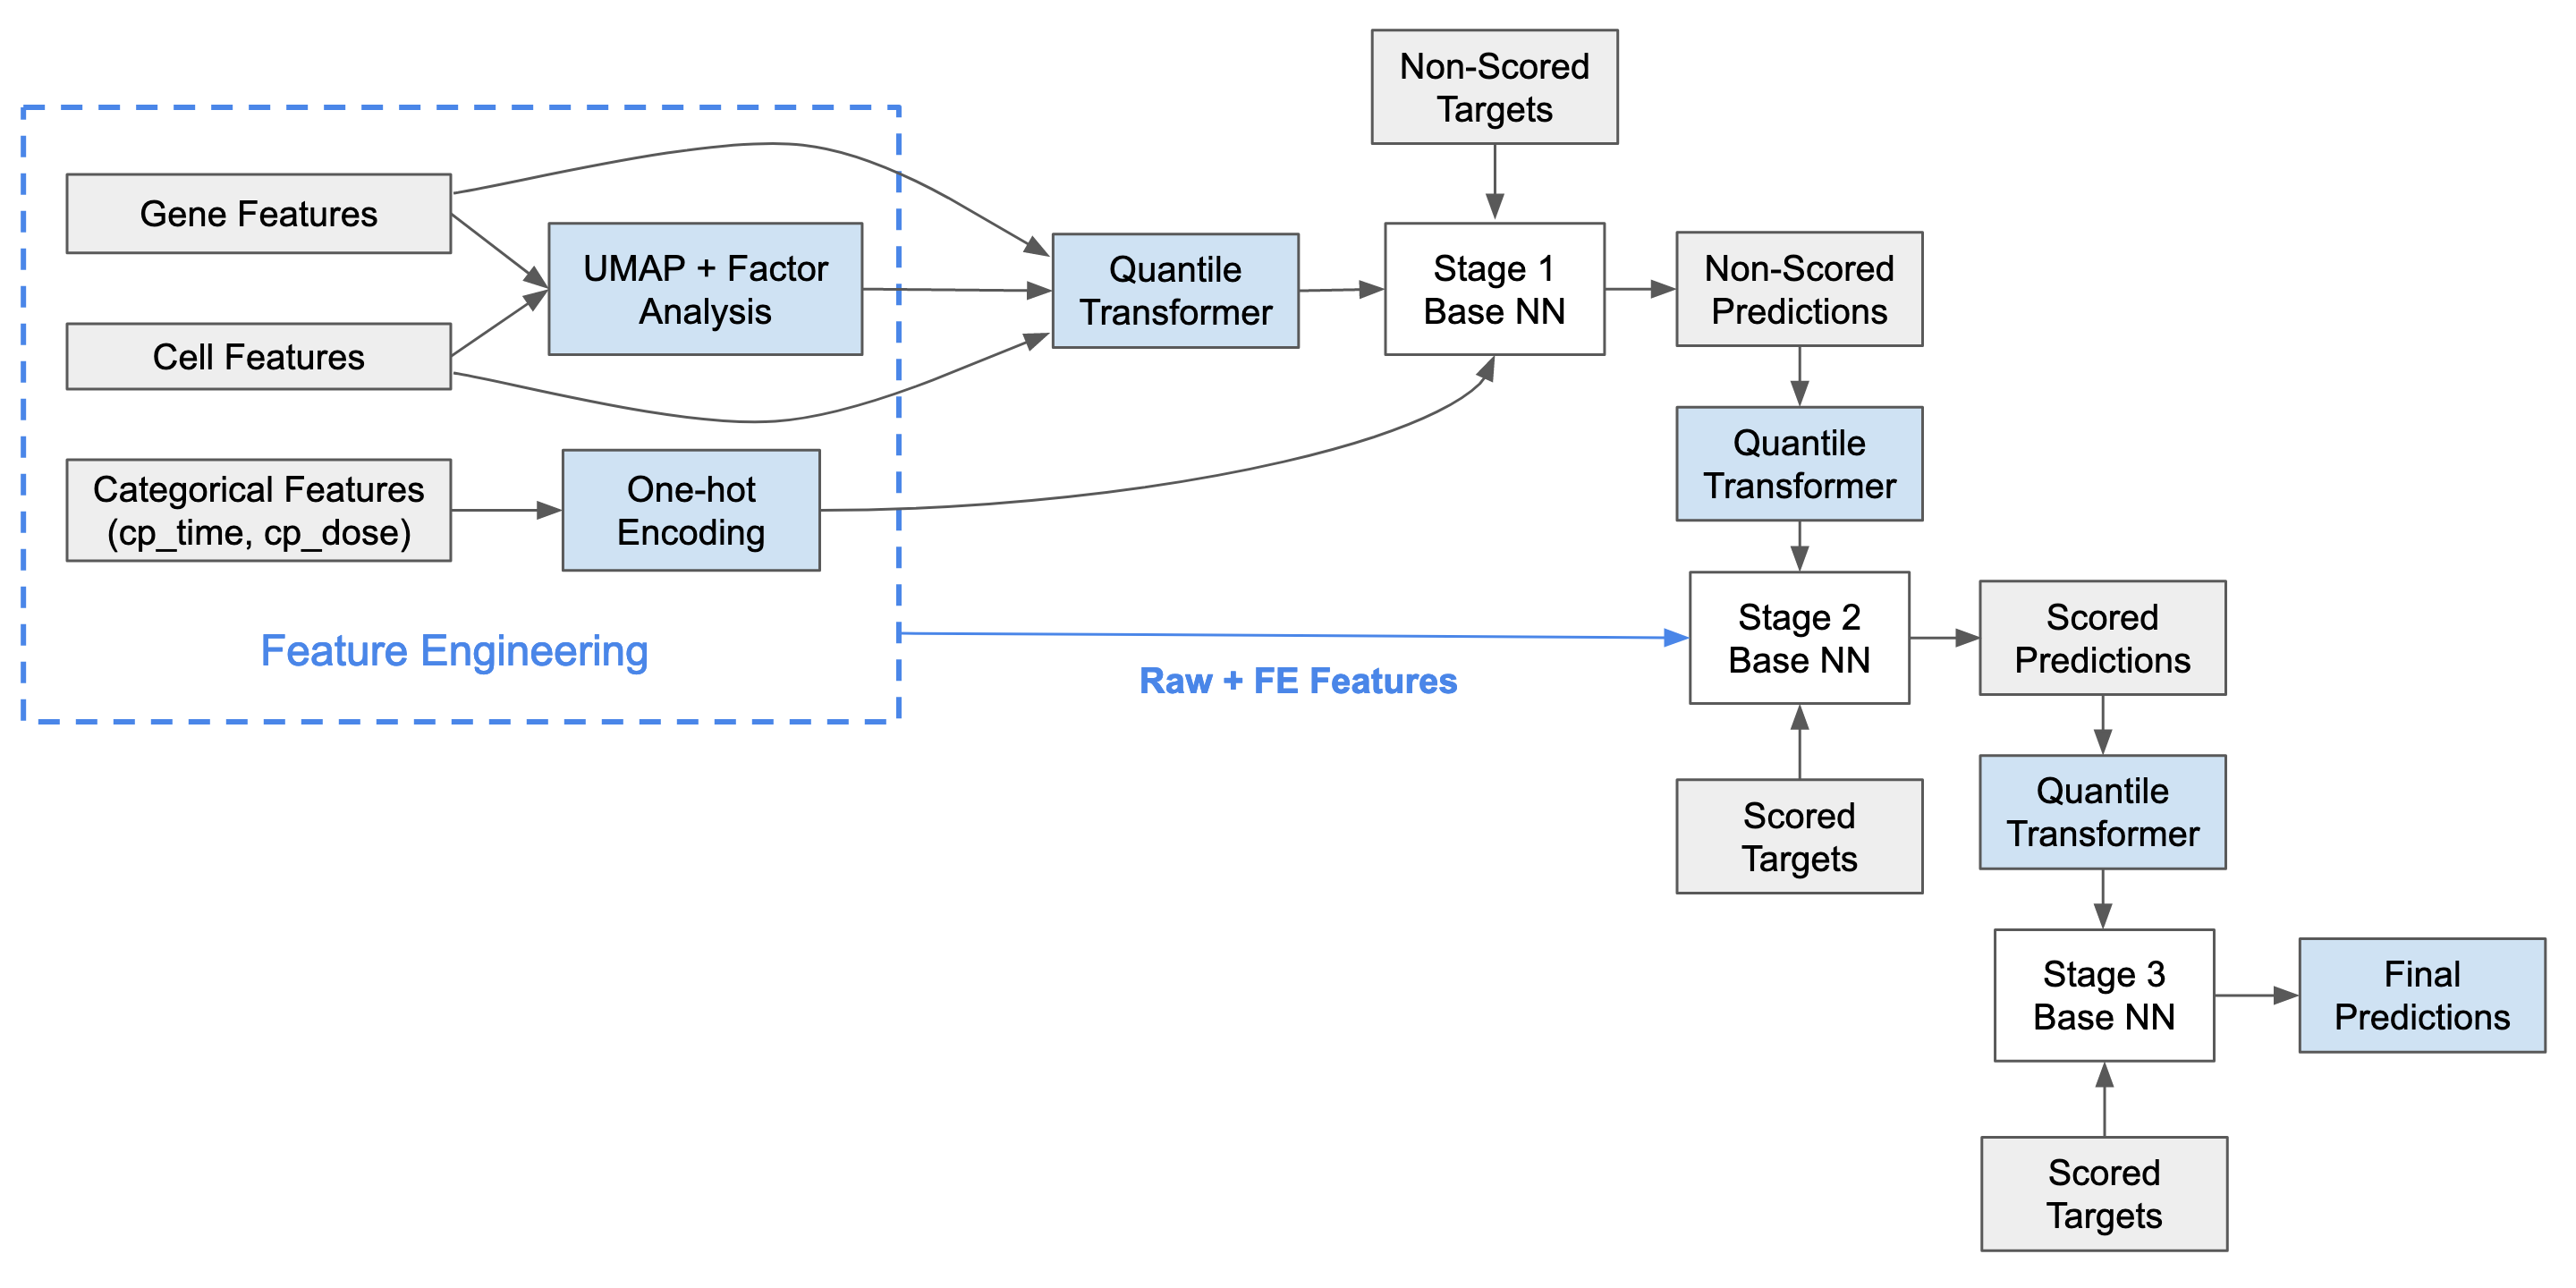 Non-Scored
Targets
Gene Features
UMAP + Factor
Analysis
Quantile
Transformer
Stage 1
Base NN
Non-Scored
Predictions
Cell Features
Categorical Features
(cp_time, cp_dose)
One-hot
Encoding
Quantile
Transformer
Feature Engineering
Raw + FE Features
Stage 2
Base NN
Scored
Predictions
Scored
Targets
Quantile
Transformer
Stage 3
Base NN
Final
Predictions
Scored
Targets